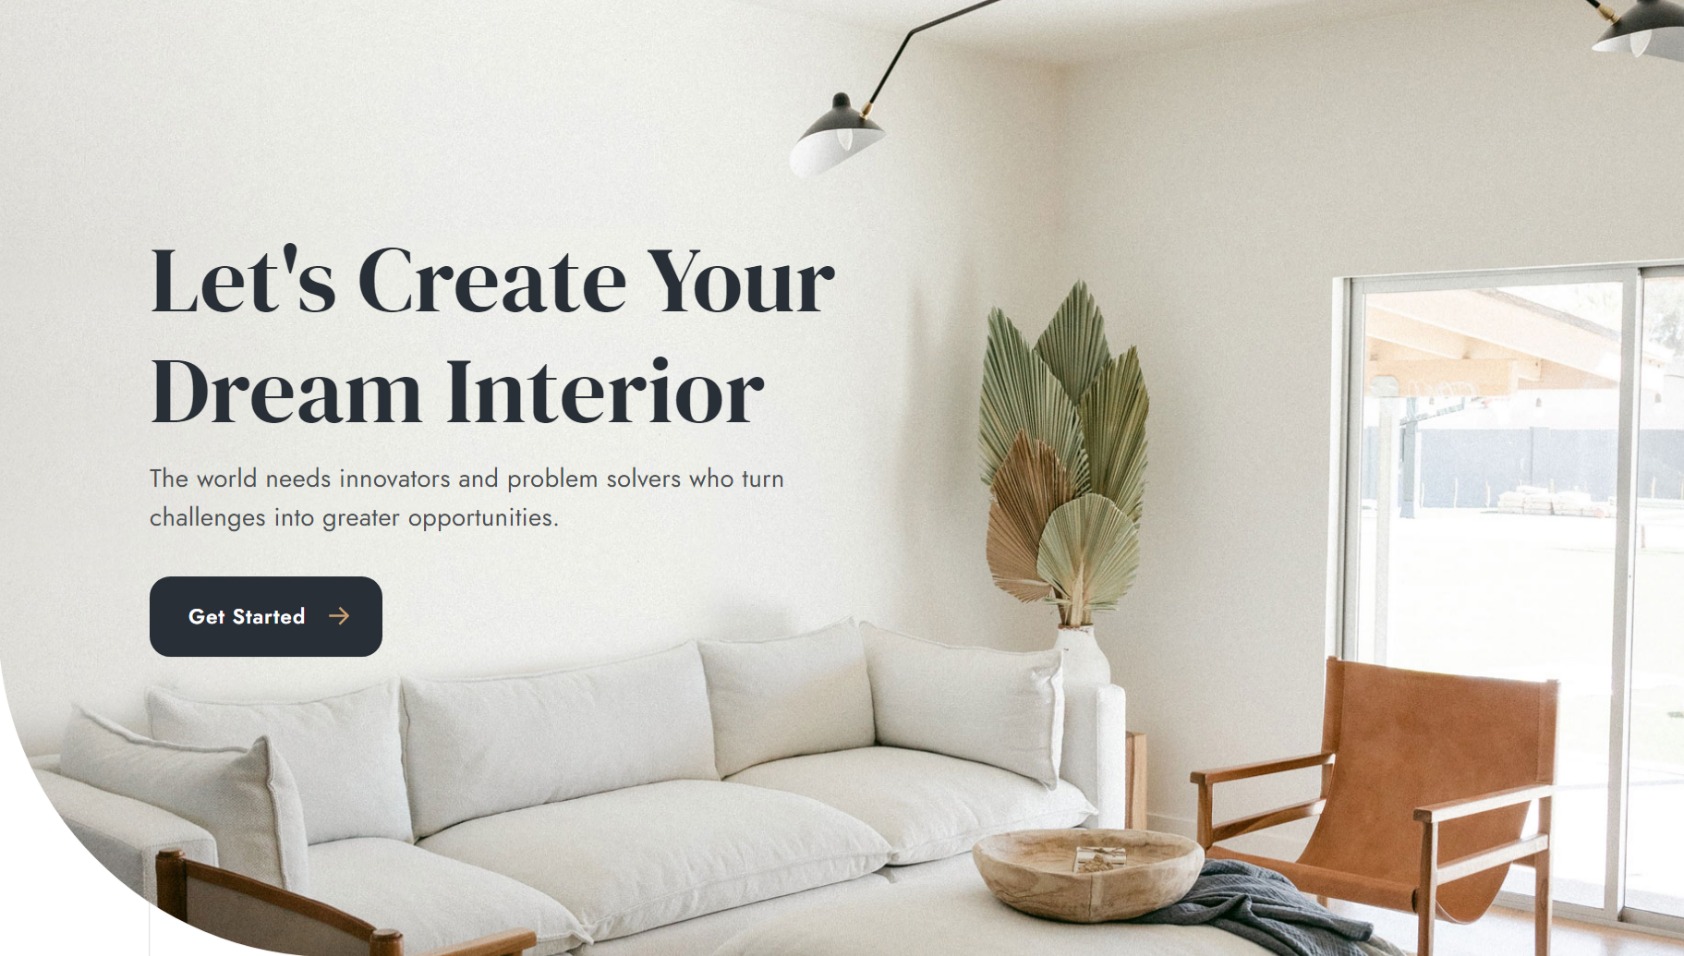 Let's Create Your
Dream Interior
The world needs innovators and problem solvers who turn
challenges into greater opportunities.
Get Started